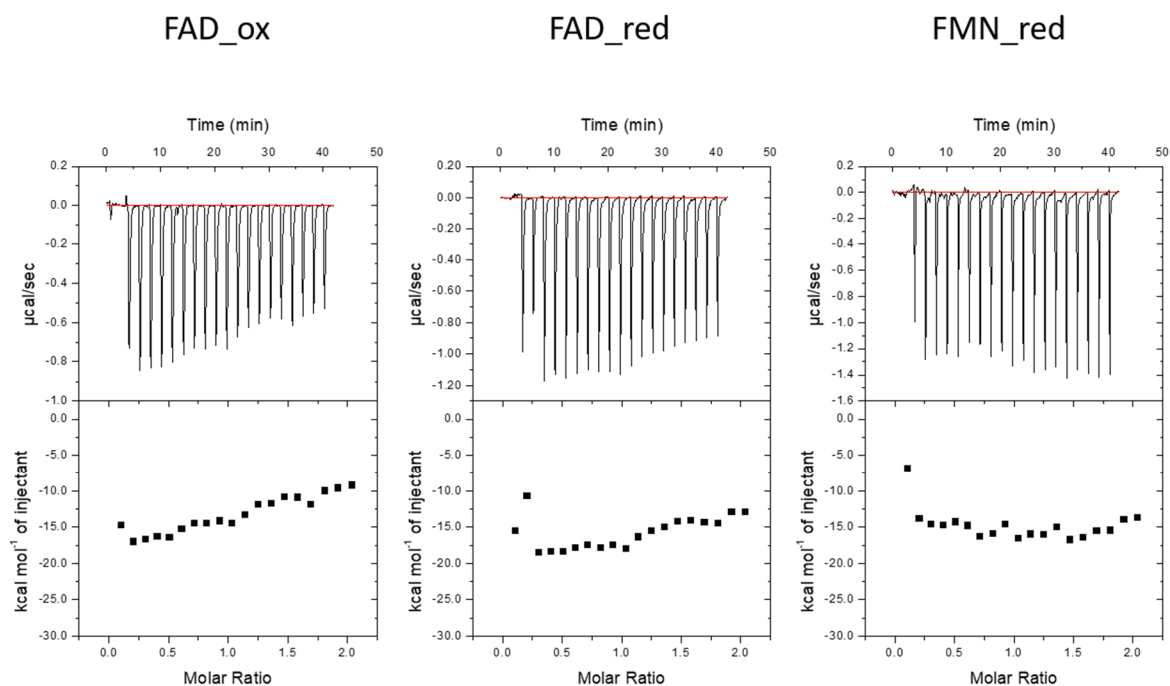 FAD_ox FAD_red FMN_red
Time (min) Time (min) Time (min)
0 10 20 30 40 50 0 10 20 30 40 50 0 10 20 30 40 50
0.2 0.20 0.2
0.0 0.00 0.0
-0.2 -0.20 -0.2
-0.4 -0.40 -0.4
-0.6 -0.60 -0.6
-0.8 -0.80 -0.8
-1.0 -1.00 -1.0
-1.20 -1.2
-1.4
-1.6
µcal/sec µcal/sec µcal/sec
0.0 0.0 0.0
-5.0 -5.0 -5.0
-10.0 -10.0 -10.0
-15.0 -15.0 -15.0
-20.0 -20.0 -20.0
-25.0 -25.0 -25.0
-30.0 -30.0 -30.0
kcal mol⁻¹ of injectant kcal mol⁻¹ of injectant kcal mol⁻¹ of injectant
0.0 0.5 1.0 1.5 2.0 0.0 0.5 1.0 1.5 2.0 0.0 0.5 1.0 1.5 2.0
Molar Ratio Molar Ratio Molar Ratio